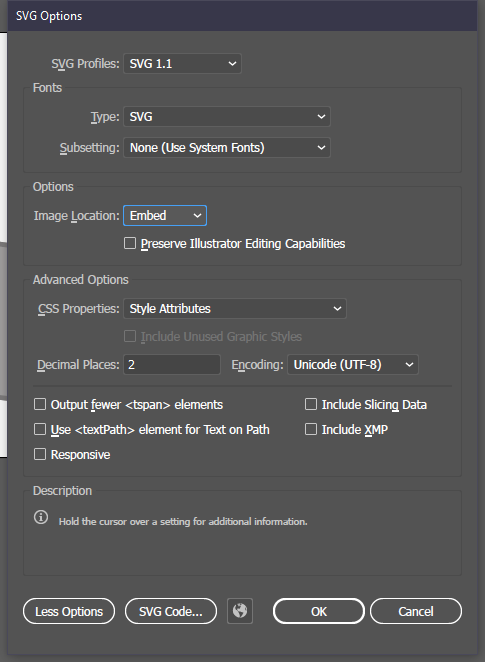 SVG Options
SVG Profiles: SVG 1.1
Fonts
Type: SVG
Subsetting: None (Use System Fonts)
Options
Image Location: Embed
Preserve Illustrator Editing Capabilities
Advanced Options
CSS Properties: Style Attributes
Include Unused Graphic Styles
Decimal Places: 2 Encoding: Unicode (UTF-8)
Output fewer <tspan> elements Include Slicing Data
Use <textPath> element for Text on Path Include XMP
Responsive
Description
Hold the cursor over a setting for additional information.
Less Options SVG Code... OK Cancel